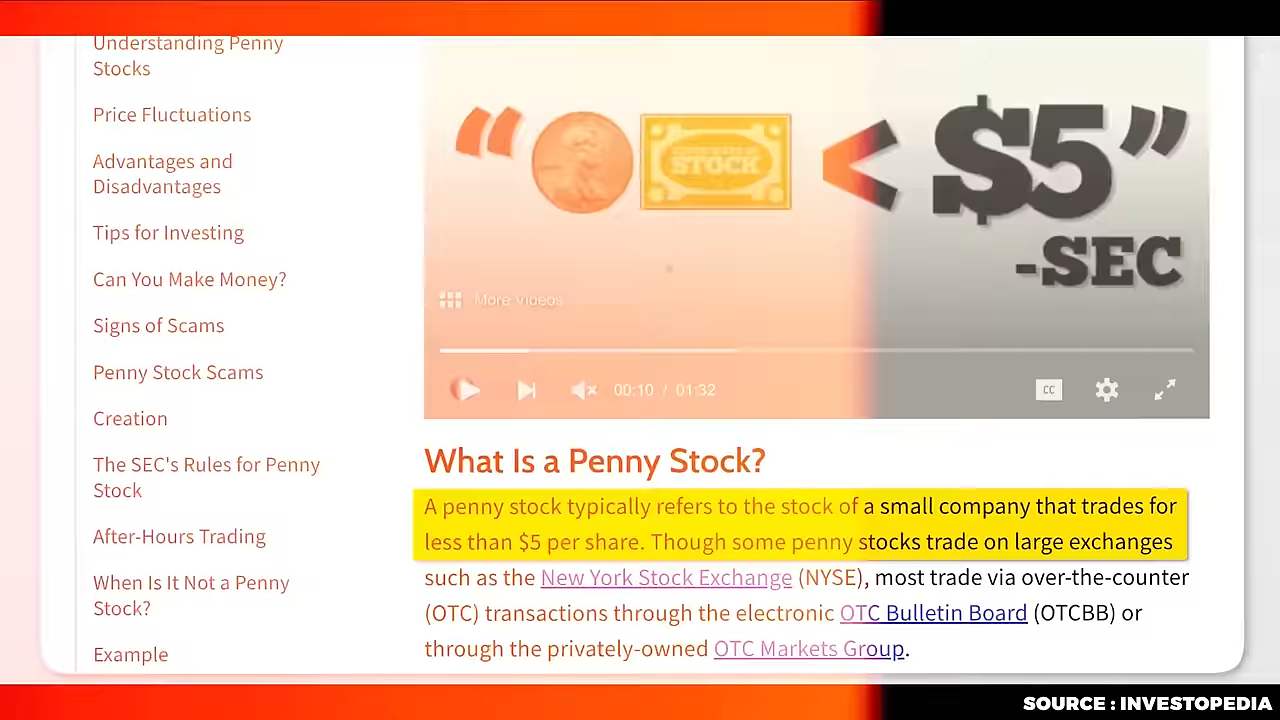 Understanding Penny
Stocks
Price Fluctuations
Advantages and
Disadvantages
Tips for Investing
Can You Make Money?
Signs of Scams
Penny Stock Scams
Creation
The SEC's Rules for Penny
Stock
After-Hours Trading
When Is It Not a Penny
Stock?
Example
“ STOCK < $5”
-SEC
More Videos
00:10 / 01:32
CC
What Is a Penny Stock?
A penny stock typically refers to the stock of a small company that trades for
less than $5 per share. Though some penny stocks trade on large exchanges
such as the New York Stock Exchange (NYSE), most trade via over-the-counter
(OTC) transactions through the electronic OTC Bulletin Board (OTCBB) or
through the privately-owned OTC Markets Group.
SOURCE : INVESTOPEDIA